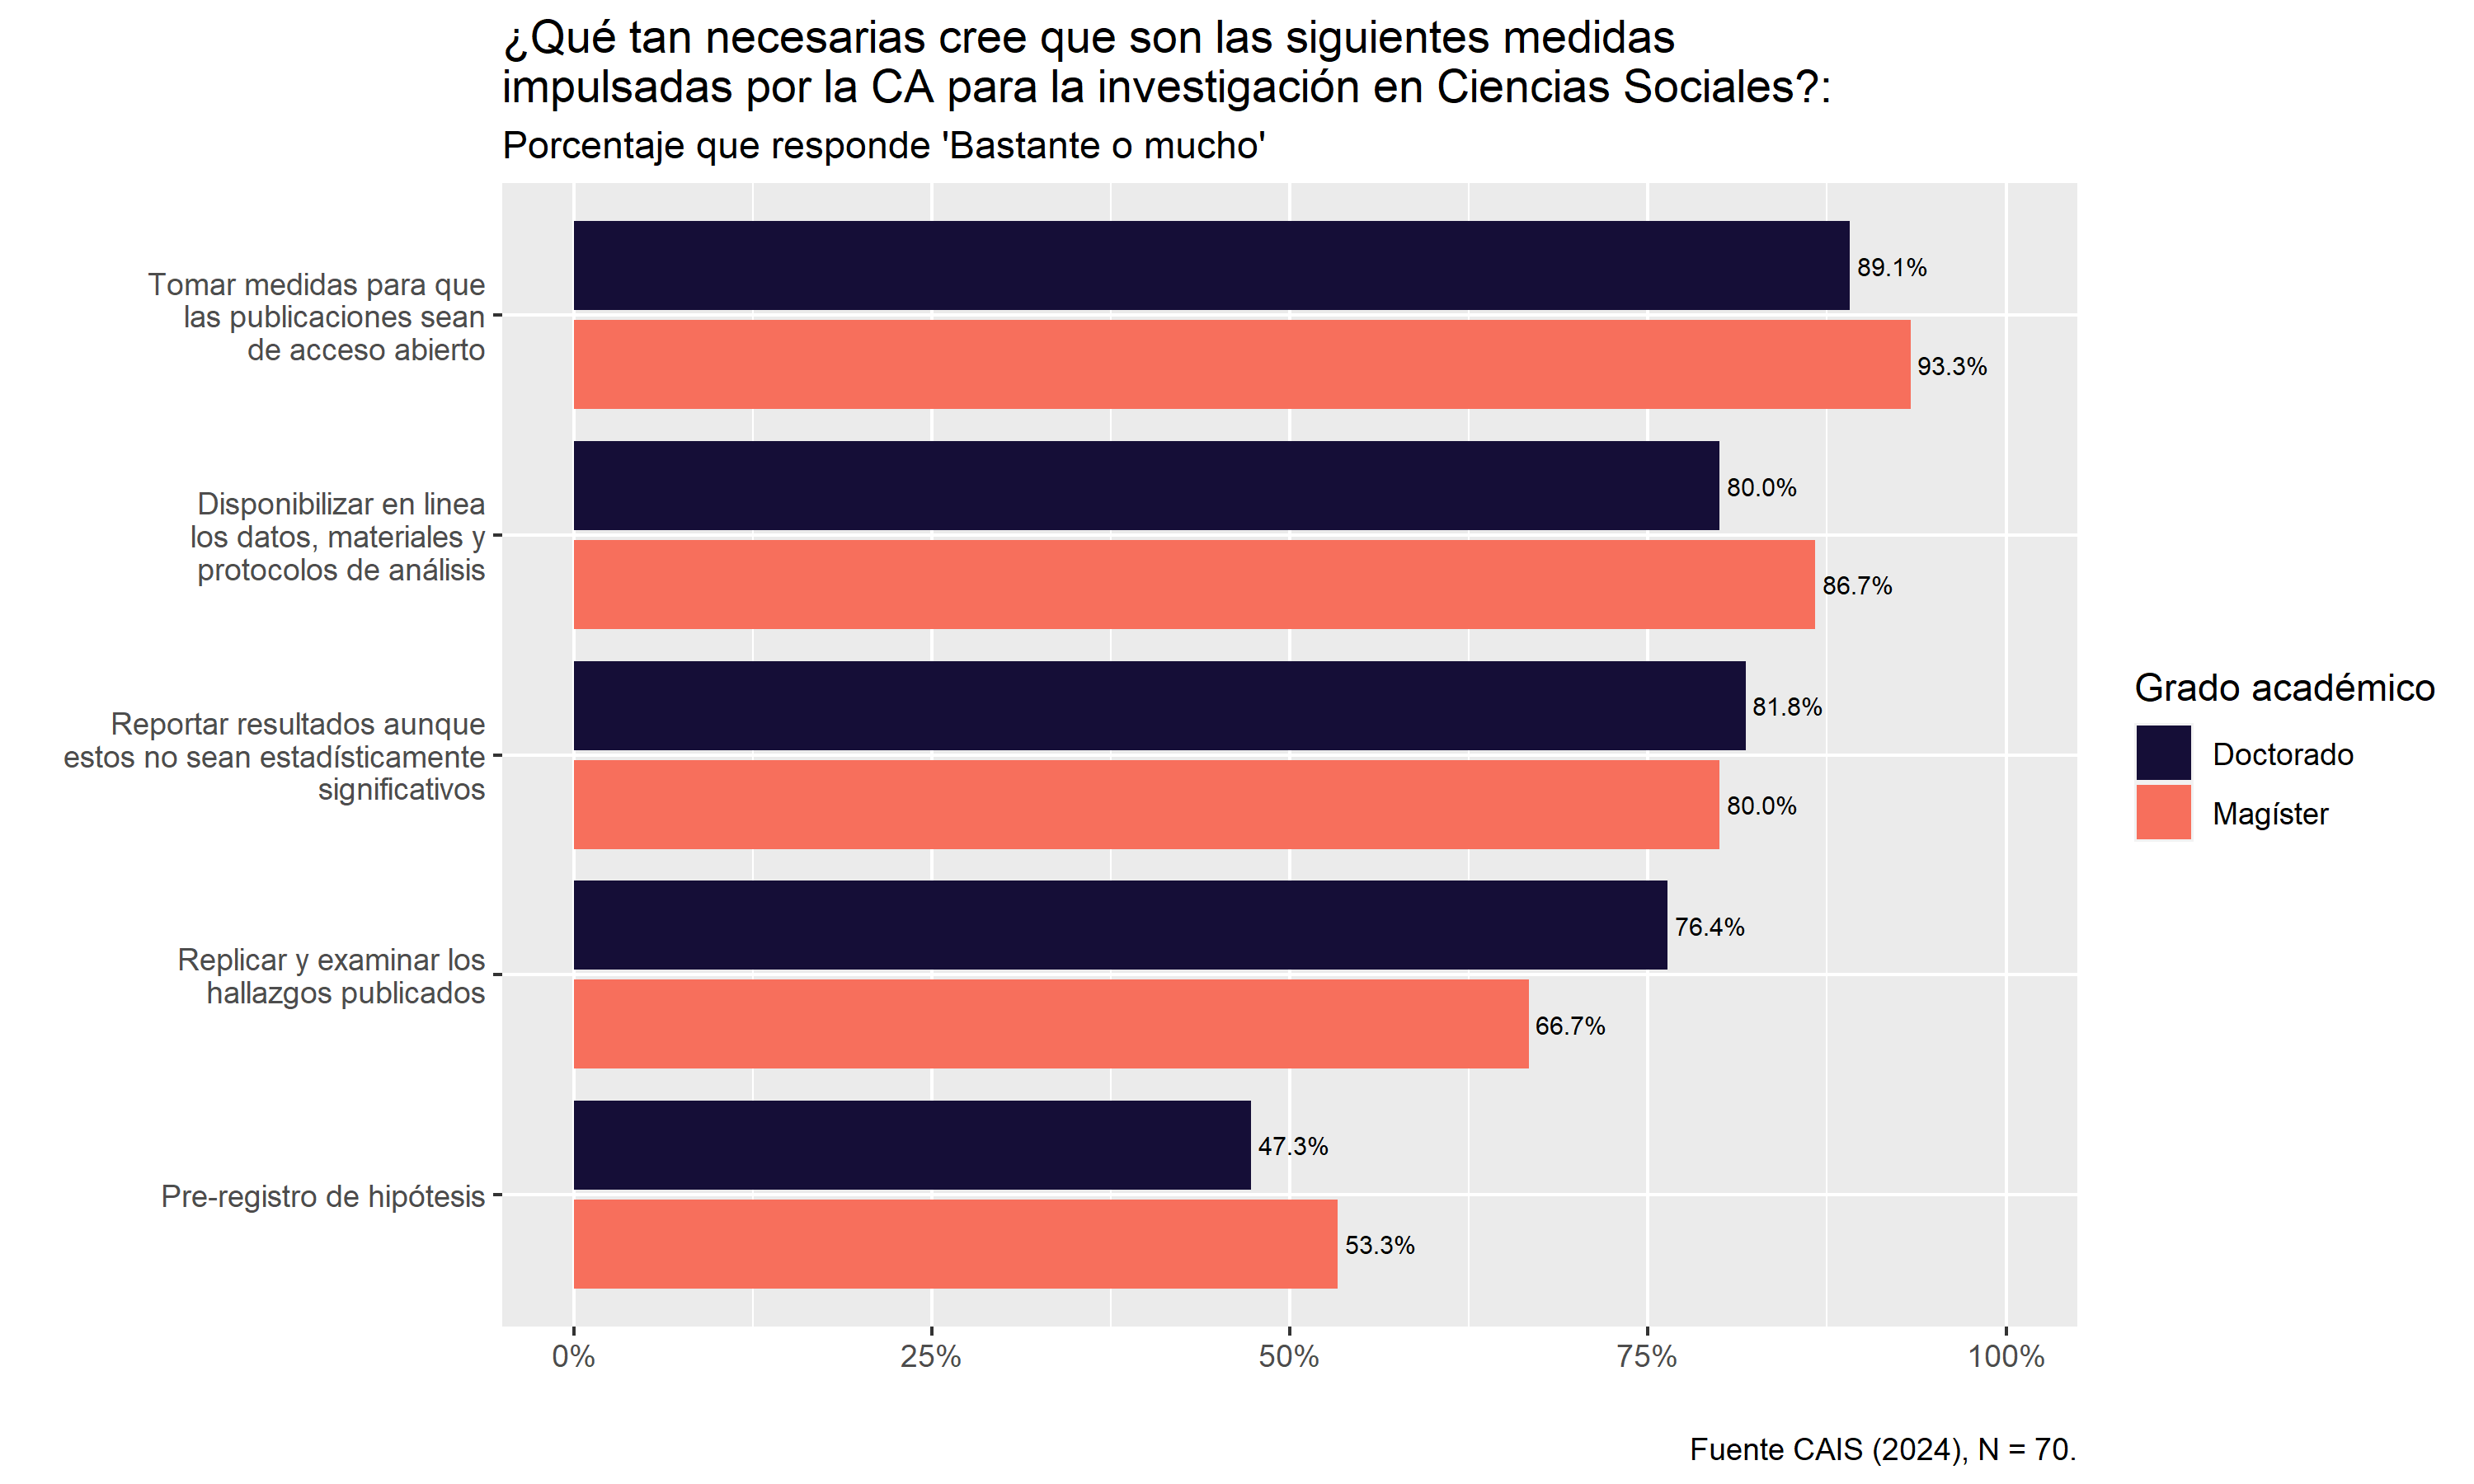 ¿Qué tan necesarias cree que son las siguientes medidas
impulsadas por la CA para la investigación en Ciencias Sociales?:
Porcentaje que responde 'Bastante o mucho'
Tomar medidas para que
las publicaciones sean
de acceso abierto
89.1%
93.3%
Disponibilizar en linea
los datos, materiales y
protocolos de análisis
80.0%
86.7%
Reportar resultados aunque
estos no sean estadísticamente
significativos
81.8%
80.0%
Replicar y examinar los
hallazgos publicados
76.4%
66.7%
Pre-registro de hipótesis
47.3%
53.3%
0% 25% 50% 75% 100%
Grado académico
Doctorado
Magíster
Fuente CAIS (2024), N = 70.